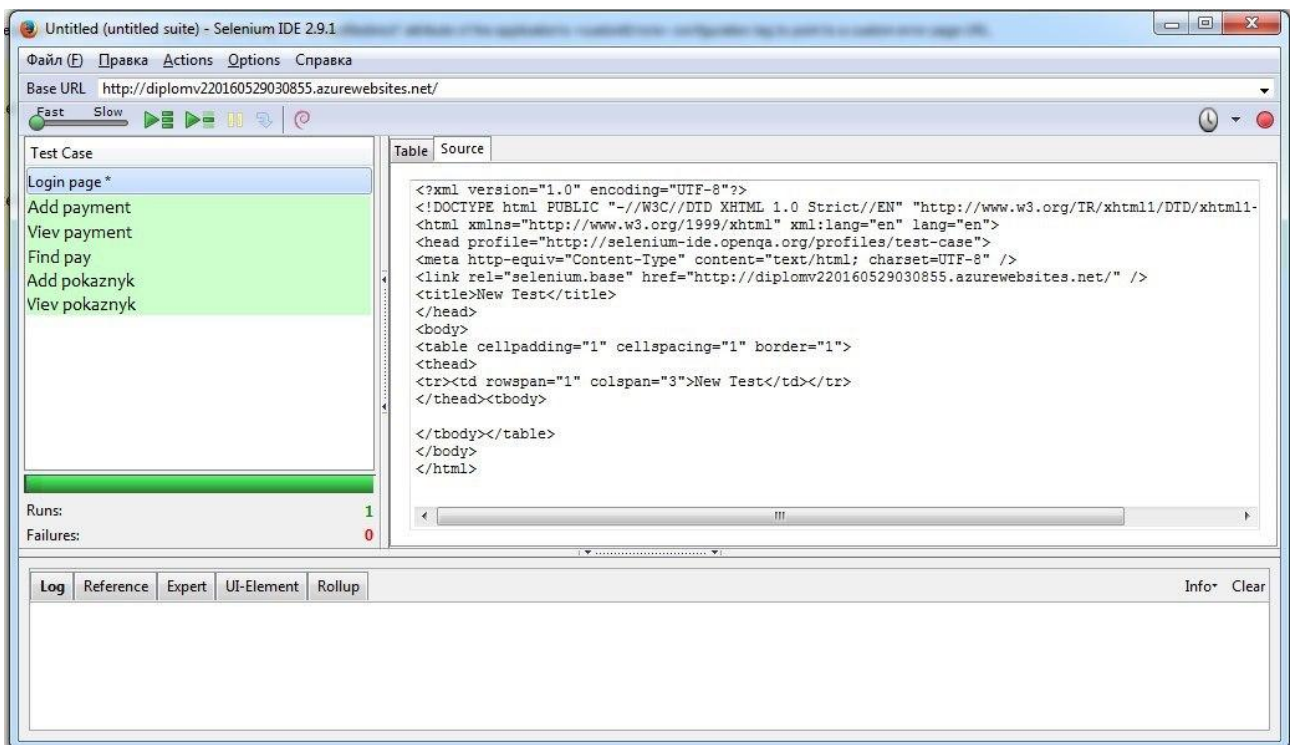 Untitled (untitled suite) - Selenium IDE 2.9.1
Файл (F) Правка Actions Options Справка
Base URL http://diplomv220160529030855.azurewebsites.net/
Fast Slow
Test Case
Login page *
Add payment
Viev payment
Find pay
Add pokaznyk
Viev pokaznyk
Runs: 1
Failures: 0
Table Source
<?xml version="1.0" encoding="UTF-8"?>
<!DOCTYPE html PUBLIC "-//W3C//DTD XHTML 1.0 Strict//EN" "http://www.w3.org/TR/xhtml1/DTD/xhtml1-
<html xmlns="http://www.w3.org/1999/xhtml" xml:lang="en" lang="en">
<head profile="http://selenium-ide.openqa.org/profiles/test-case">
<meta http-equiv="Content-Type" content="text/html; charset=UTF-8" />
<link rel="selenium.base" href="http://diplomv220160529030855.azurewebsites.net/" />
<title>New Test</title>
</head>
<body>
<table cellpadding="1" cellspacing="1" border="1">
<thead>
<tr><td rowspan="1" colspan="3">New Test</td></tr>
</thead><tbody>
</tbody></table>
</body>
</html>
Log Reference Expert UI-Element Rollup Info Clear